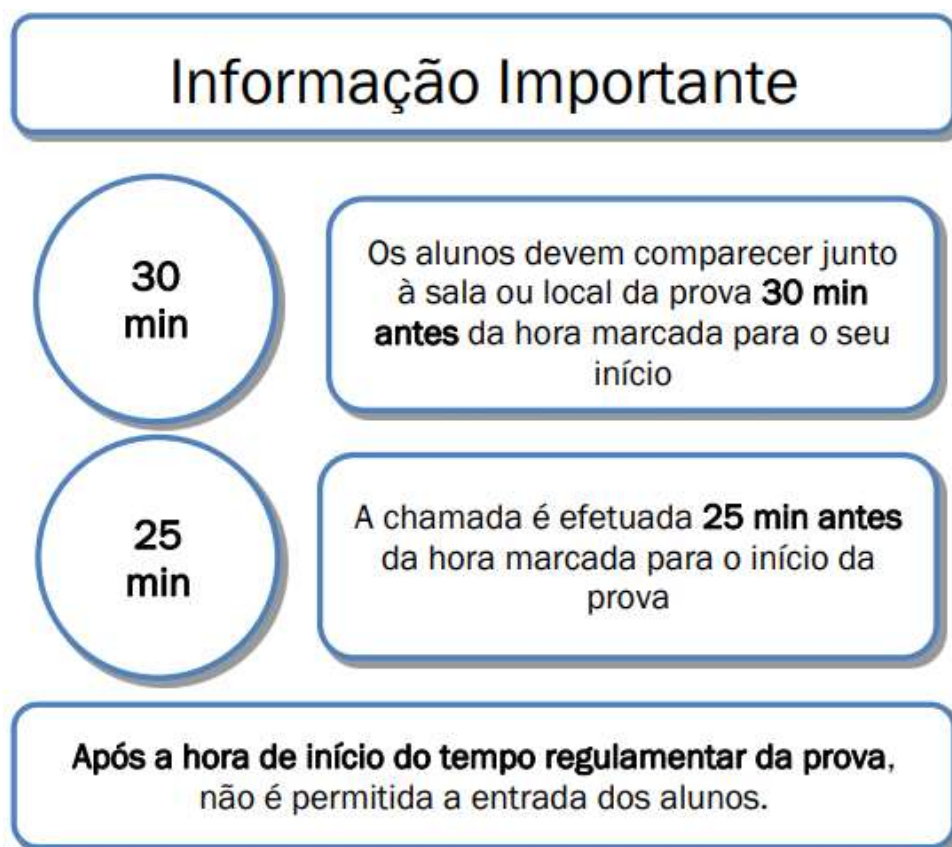 Informação Importante
30
min
Os alunos devem comparecer junto
à sala ou local da prova 30 min
antes da hora marcada para o seu
início
25
min
A chamada é efetuada 25 min antes
da hora marcada para o início da
prova
Após a hora de início do tempo regulamentar da prova,
não é permitida a entrada dos alunos.